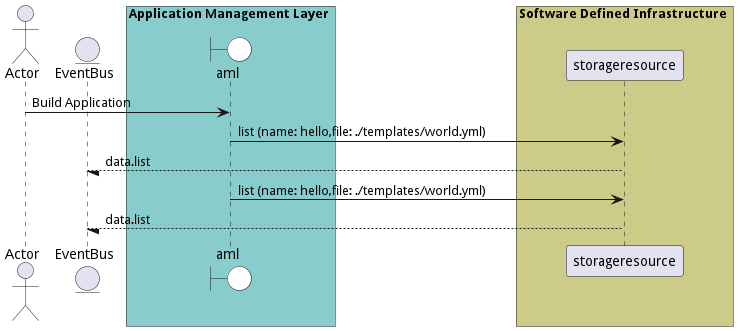 Application Management Layer
Software Defined Infrastructure
Actor
EventBus
aml
storageresource
Build Application
list (name: hello,file: ./templates/world.yml)
data.list
list (name: hello,file: ./templates/world.yml)
data.list
Actor
EventBus
aml
storageresource